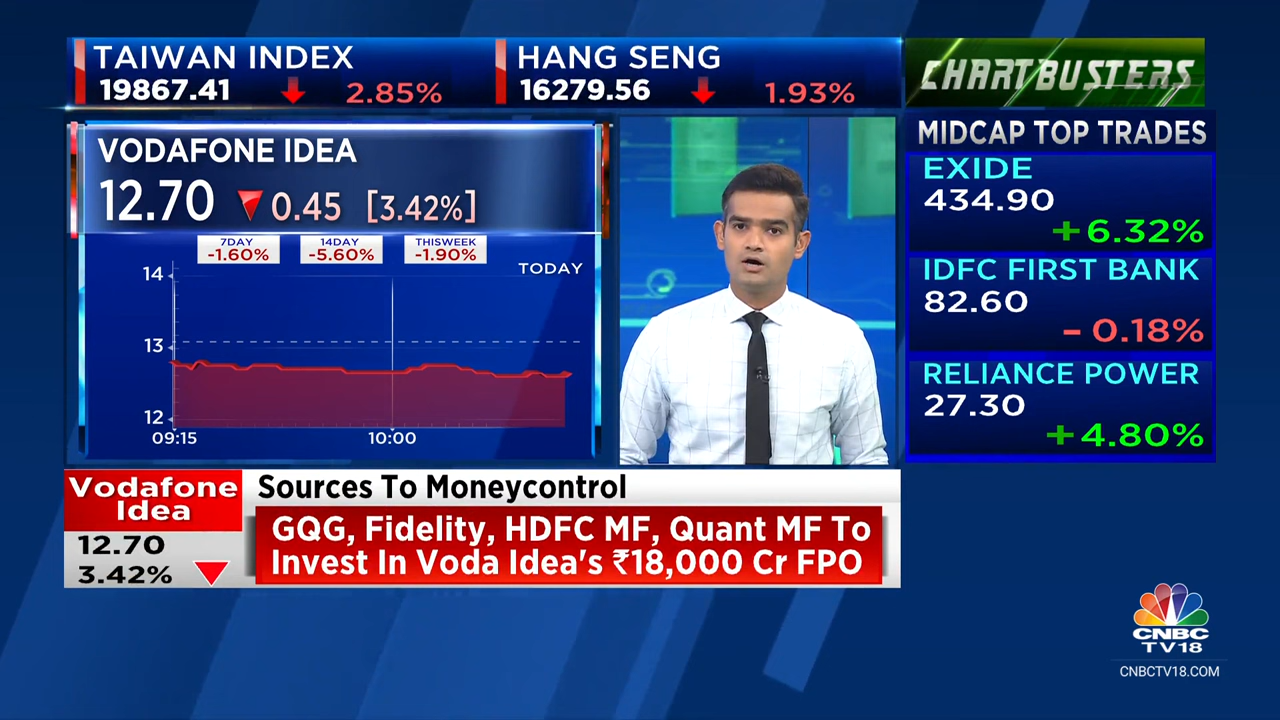 TAIWAN INDEX
19867.41 2.85%
HANG SENG
16279.56 1.93%
CHARTBUSTERS
VODAFONE IDEA
12.70 0.45 [3.42%]
7DAY
-1.60%
14DAY
-5.60%
THISWEEK
-1.90%
TODAY
14
13
12
09:15 10:00
MIDCAP TOP TRADES
EXIDE
434.90
+6.32%
IDFC FIRST BANK
82.60
- 0.18%
RELIANCE POWER
27.30
+4.80%
Vodafone
Idea
12.70
3.42%
Sources To Moneycontrol
GQG, Fidelity, HDFC MF, Quant MF To
Invest In Voda Idea's ₹18,000 Cr FPO
CNBC
TV18
CNBCTV18.COM